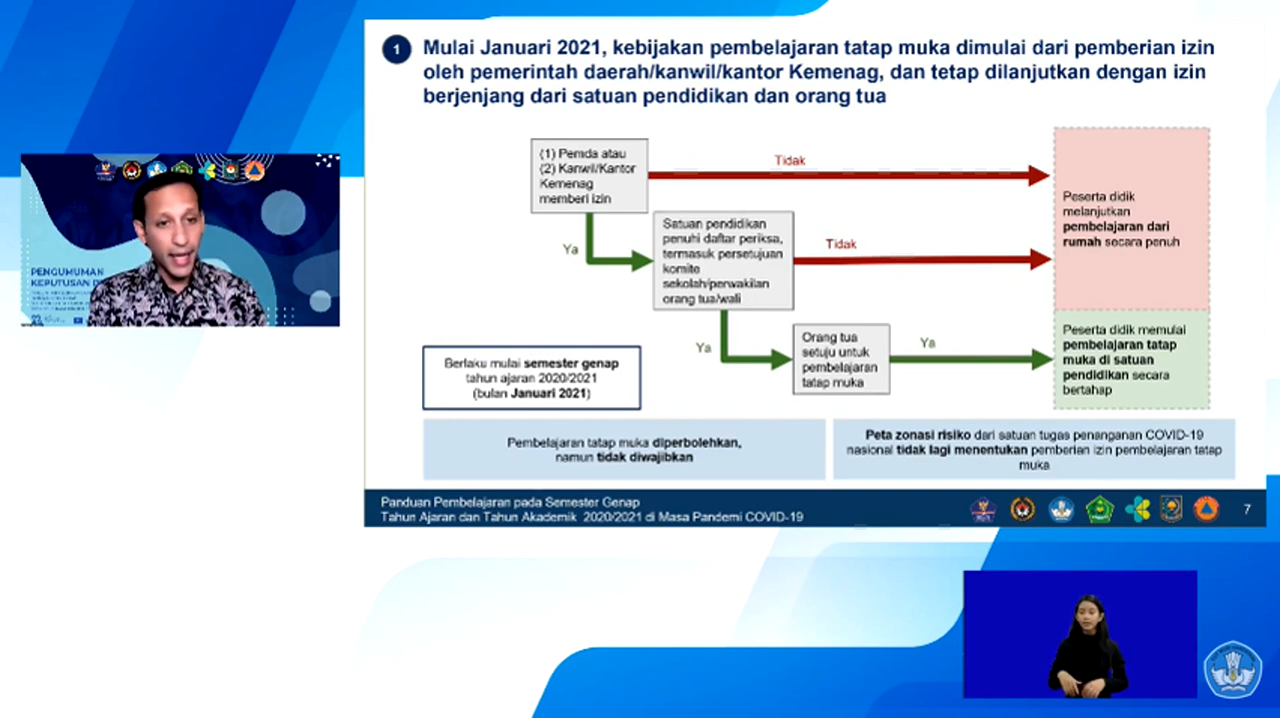 1
Mulai Januari 2021, kebijakan pembelajaran tatap muka dimulai dari pemberian izin
oleh pemerintah daerah/kanwil/kantor Kemenag, dan tetap dilanjutkan dengan izin
berjenjang dari satuan pendidikan dan orang tua
(1) Pemda atau
(2) Kanwil/Kantor
Kemenag
memberi izin
Tidak
Ya
Satuan pendidikan
penuhi daftar periksa,
termasuk persetujuan
komite
sekolah/perwakilan
orang tua/wali
Tidak
Peserta didik
melanjutkan
pembelajaran dari
rumah secara penuh
Ya
Orang tua
setuju untuk
pembelajaran
tatap muka
Ya
Peserta didik memulai
pembelajaran tatap
muka di satuan
pendidikan secara
bertahap
Berlaku mulai semester genap
tahun ajaran 2020/2021
(bulan Januari 2021)
Pembelajaran tatap muka diperbolehkan,
namun tidak diwajibkan
Peta zonasi risiko dari satuan tugas penanganan COVID-19
nasional tidak lagi menentukan pemberian izin pembelajaran tatap
muka
Panduan Pembelajaran pada Semester Genap
Tahun Ajaran dan Tahun Akademik 2020/2021 di Masa Pandemi COVID-19
7
PENGUMUMAN
KEPUTUSAN